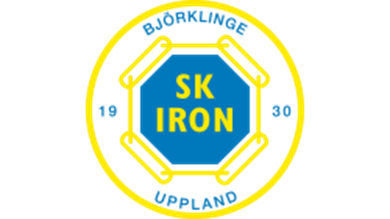 BJÖRKLINGE
SK
IRON
19 30
UPPLAND